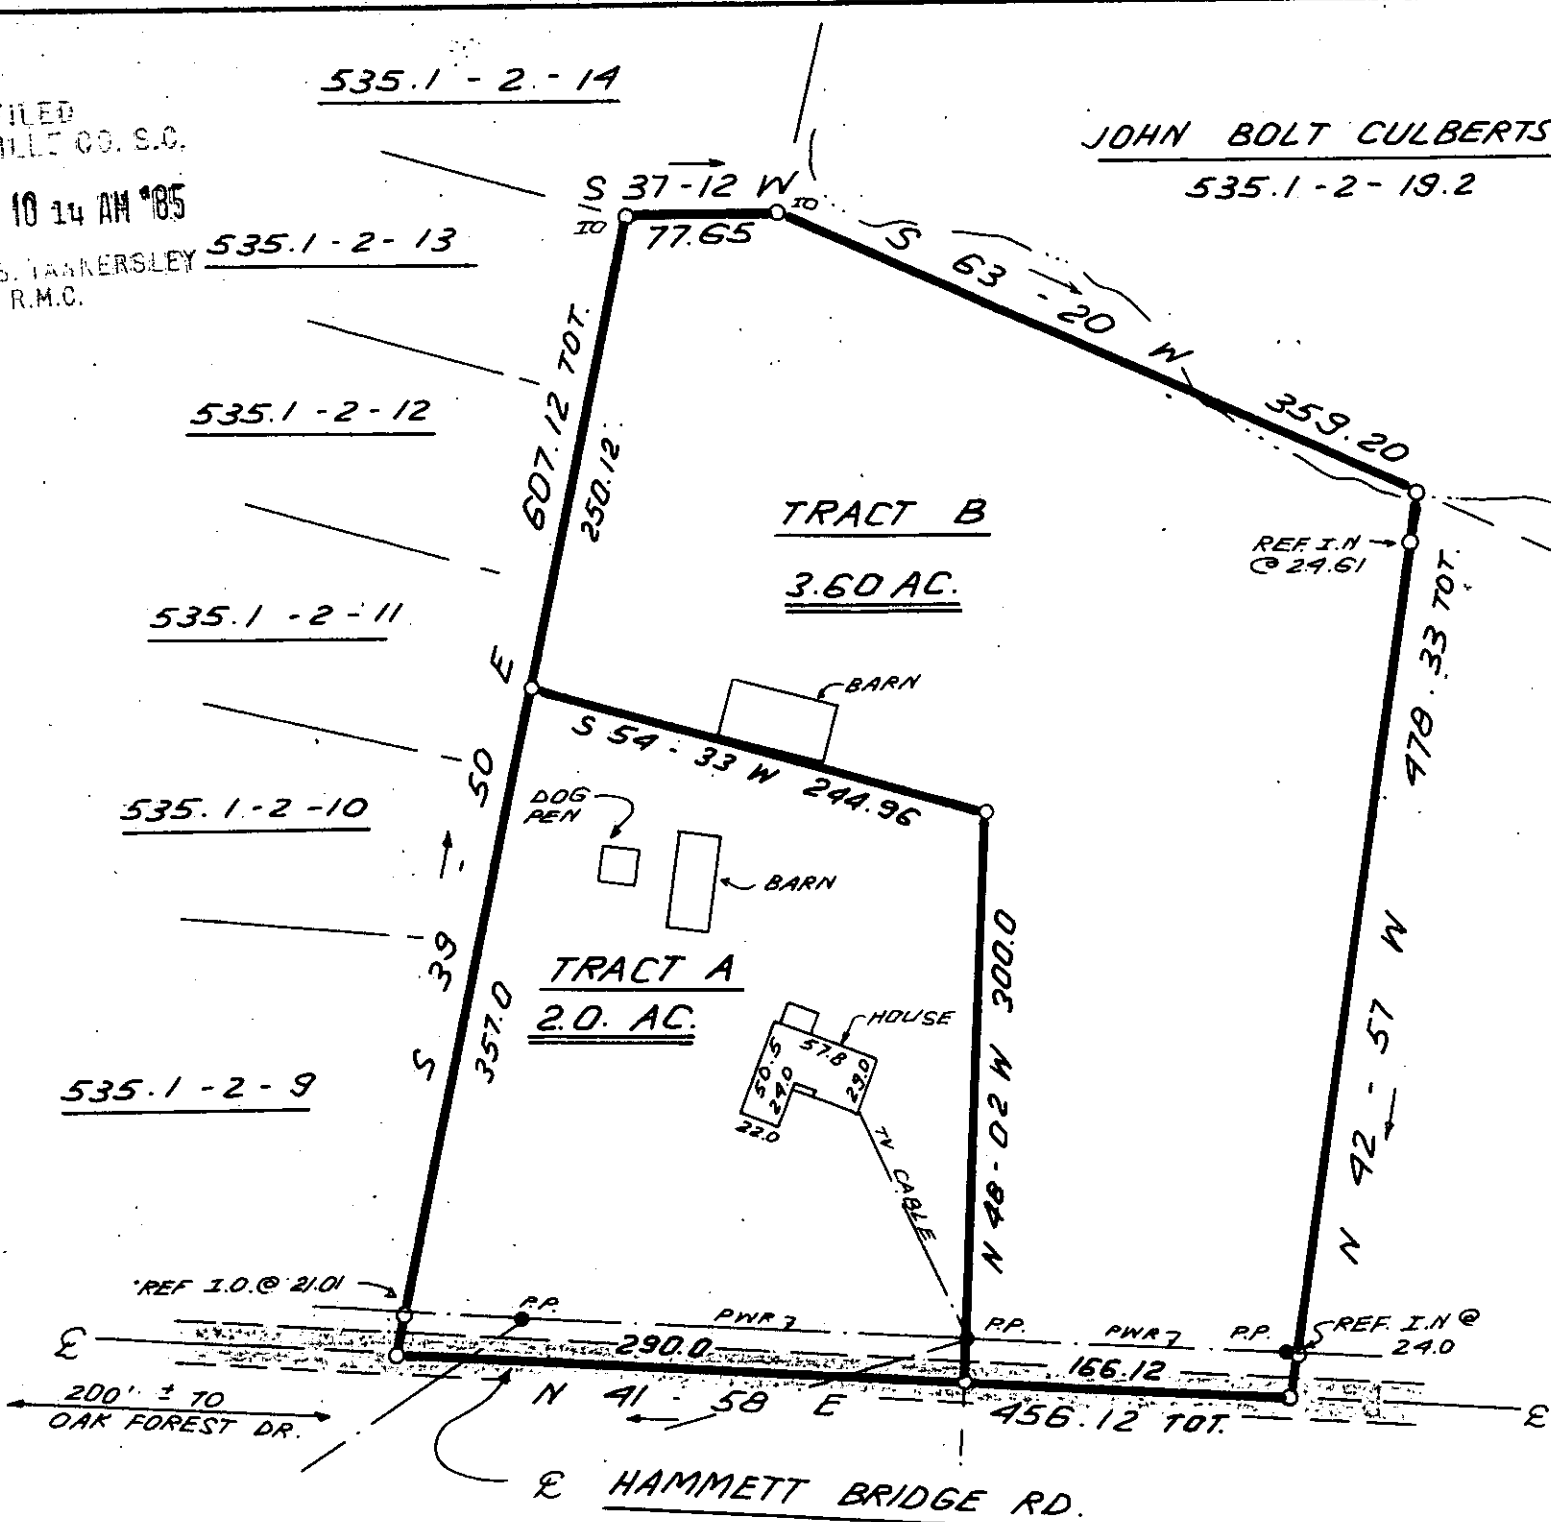 535.1 - 2 - 14
JOHN BOLT CULBERTS
535.1 - 2 - 19.2
FILED
CO. S.C.
10 14 AM '85
S. TANKERSLEY
R.M.C.
535.1 - 2 - 13
S 37-12 W
IO
77.65
IO
S 63 - 20 W
359.20
607.12 TOT.
250.12
535.1 - 2 - 12
TRACT B
3.60 AC.
REF. I.N
@ 24.61
478.33 TOT.
535.1 - 2 - 11
BARN
S 54 - 33 W 244.96
535.1 - 2 - 10
DOG
PEN
BARN
S 39 - 50 E
357.0
TRACT A
2.0. AC.
HOUSE
57.8
50.5
24.0
29.0
22.0
TV CABLE
N 48 - 02 W 300.0
N 42 - 57 W
535.1 - 2 - 9
REF I.O. @ 21.01
P.P.
PWR
P.P.
PWR
P.P.
REF. I.N @
24.0
290.0
166.12
200' ± TO
OAK FOREST DR.
N 41 - 58 E
456.12 TOT.
℄
℄
℄ HAMMETT BRIDGE RD.